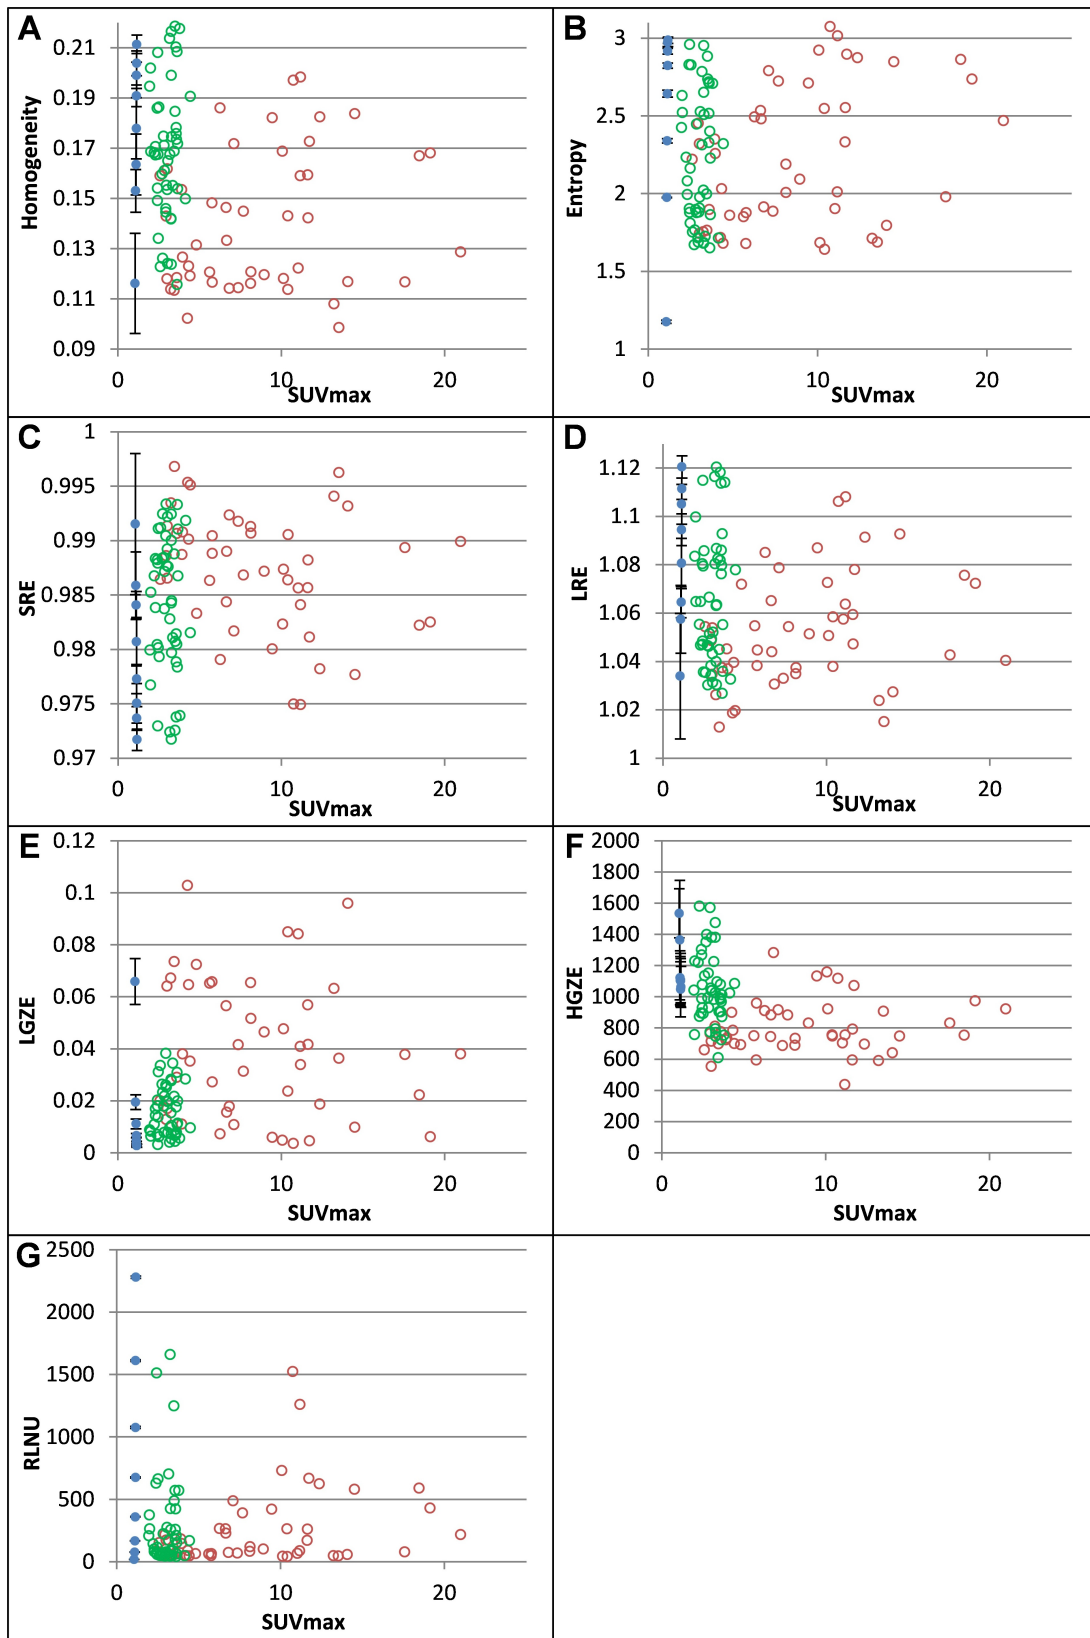 A
0.21
0.19
0.17
0.15
0.13
0.11
0.09
Homogeneity
0 10 20
SUVmax
B
3
2.5
2
1.5
1
Entropy
0 10 20
SUVmax
C
1
0.995
0.99
0.985
0.98
0.975
0.97
SRE
0 10 20
SUVmax
D
1.12
1.1
1.08
1.06
1.04
1.02
1
LRE
0 10 20
SUVmax
E
0.12
0.1
0.08
0.06
0.04
0.02
0
LGZE
0 10 20
SUVmax
F
2000
1800
1600
1400
1200
1000
800
600
400
200
0
HGZE
0 10 20
SUVmax
G
2500
2000
1500
1000
500
0
RLNU
0 10 20
SUVmax